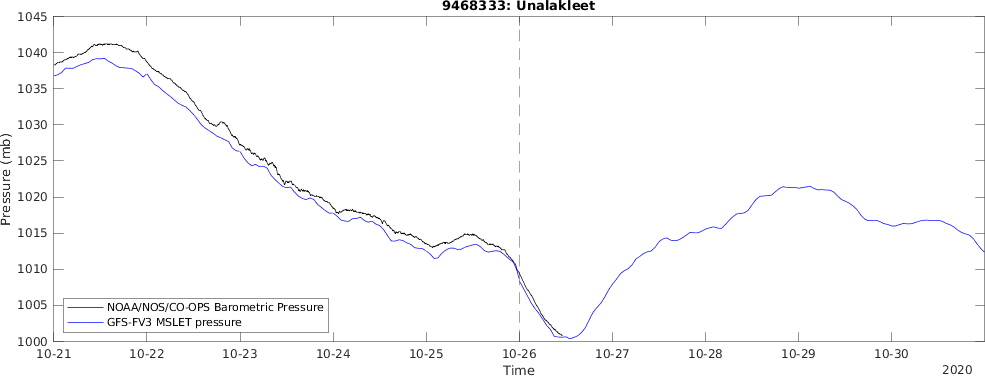 9468333: Unalakleet
Pressure (mb)
1045
1040
1035
1030
1025
1020
1015
1010
1005
1000
NOAA/NOS/CO-OPS Barometric Pressure
GFS-FV3 MSLET pressure
10-21 10-22 10-23 10-24 10-25 10-26 10-27 10-28 10-29 10-30
Time
2020